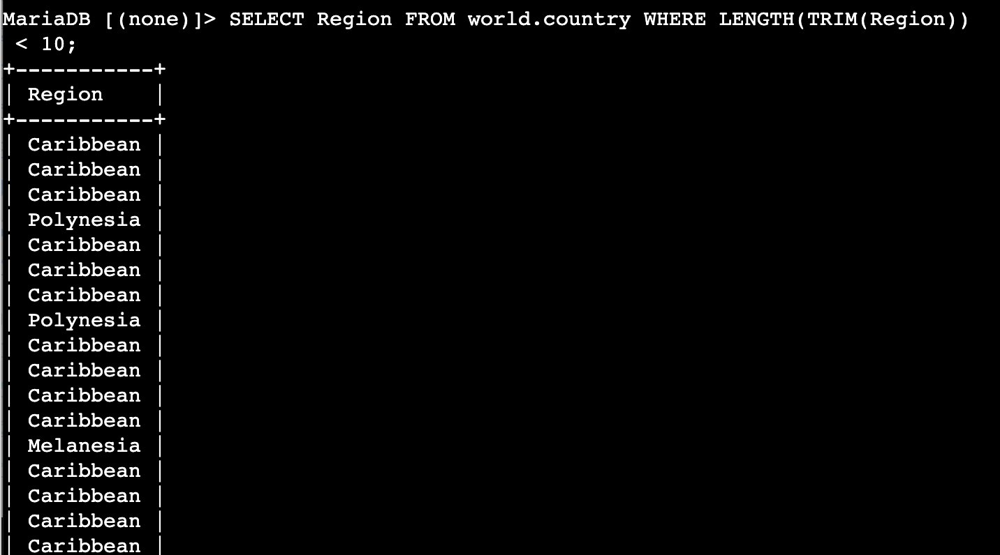 MariaDB [(none)]> SELECT Region FROM world.country WHERE LENGTH(TRIM(Region))
 < 10;
+-----------+
| Region    |
+-----------+
| Caribbean |
| Caribbean |
| Caribbean |
| Polynesia |
| Caribbean |
| Caribbean |
| Caribbean |
| Polynesia |
| Caribbean |
| Caribbean |
| Caribbean |
| Caribbean |
| Melanesia |
| Caribbean |
| Caribbean |
| Caribbean |
| Caribbean |